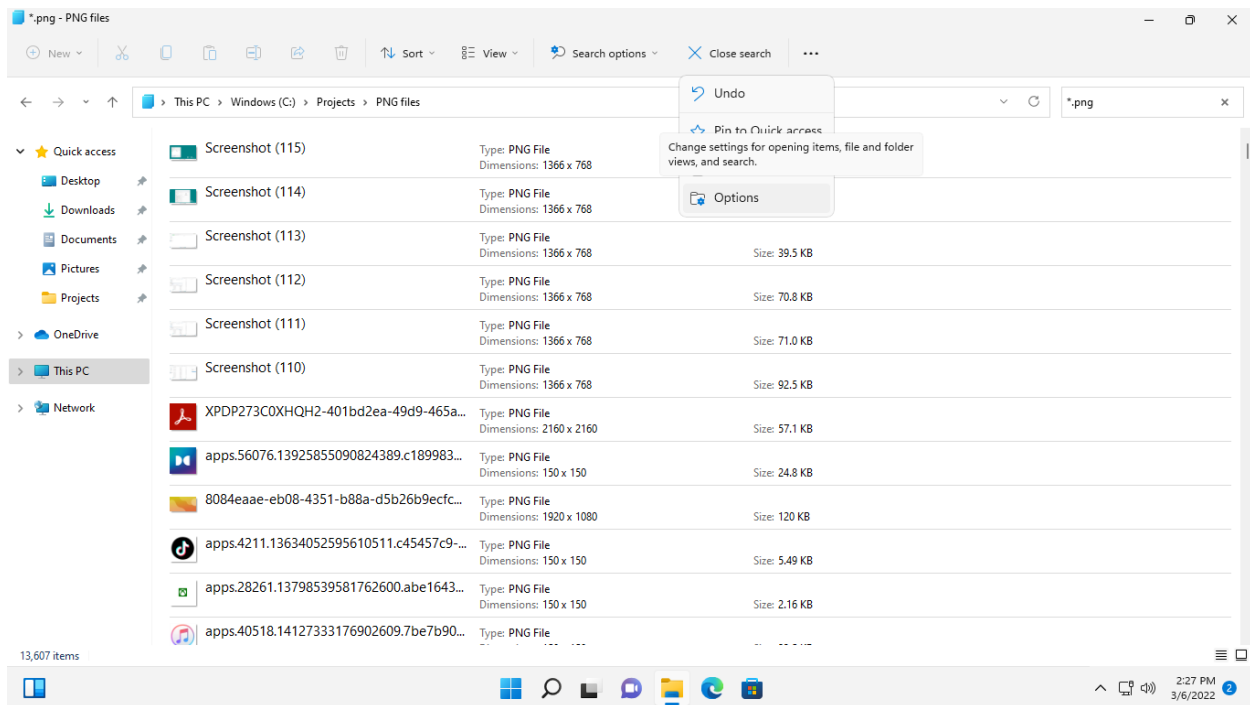 *.png - PNG files
New
Sort
View
Search options
Close search
This PC > Windows (C:) > Projects > PNG files
*.png
Undo
Pin to Quick access
Change settings for opening items, file and folder
views, and search.
Options
Quick access
Desktop
Downloads
Documents
Pictures
Projects
OneDrive
This PC
Network
Screenshot (115)
Type: PNG File
Dimensions: 1366 x 768
Screenshot (114)
Type: PNG File
Dimensions: 1366 x 768
Screenshot (113)
Type: PNG File
Dimensions: 1366 x 768
Size: 39.5 KB
Screenshot (112)
Type: PNG File
Dimensions: 1366 x 768
Size: 70.8 KB
Screenshot (111)
Type: PNG File
Dimensions: 1366 x 768
Size: 71.0 KB
Screenshot (110)
Type: PNG File
Dimensions: 1366 x 768
Size: 92.5 KB
XPDP273C0XHQH2-401bd2ea-49d9-465a...
Type: PNG File
Dimensions: 2160 x 2160
Size: 57.1 KB
apps.56076.13925855090824389.c189983...
Type: PNG File
Dimensions: 150 x 150
Size: 24.8 KB
8084eaae-eb08-4351-b88a-d5b26b9ecfc...
Type: PNG File
Dimensions: 1920 x 1080
Size: 120 KB
apps.4211.13634052595610511.c45457c9-...
Type: PNG File
Dimensions: 150 x 150
Size: 5.49 KB
apps.28261.13798539581762600.abe1643...
Type: PNG File
Dimensions: 150 x 150
Size: 2.16 KB
apps.40518.14127333176902609.7be7b90...
Type: PNG File
13,607 items
2:27 PM
3/6/2022
2